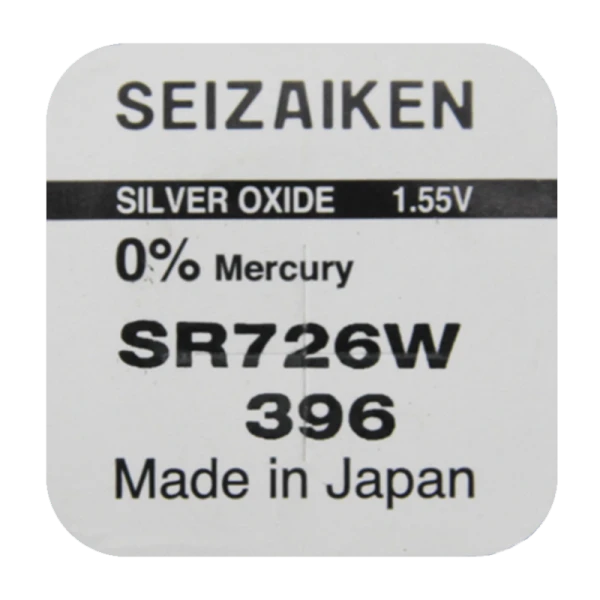 SEIZAIKEN
SILVER OXIDE 1.55V
0% Mercury
SR726W
396
Made in Japan